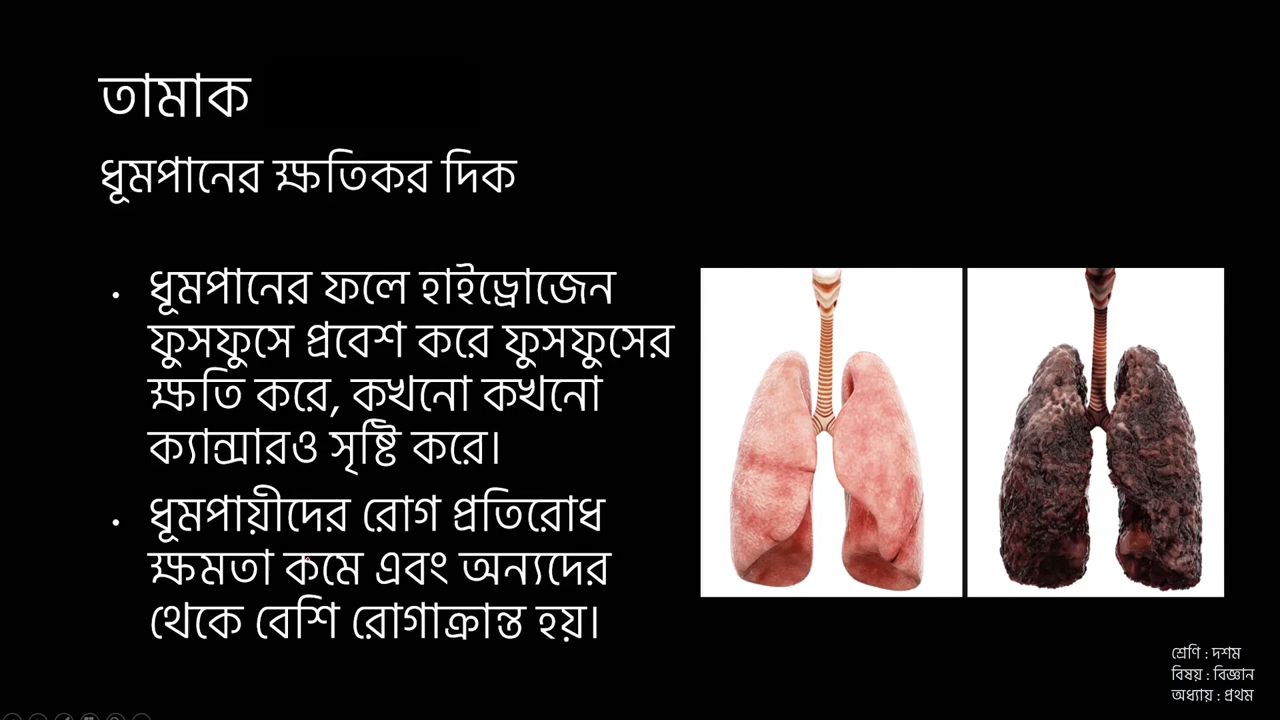 তামাক
ধূমপানের ক্ষতিকর দিক
• ধূমপানের ফলে হাইড্রোজেন
ফুসফুসে প্রবেশ করে ফুসফুসের
ক্ষতি করে, কখনো কখনো
ক্যান্সারও সৃষ্টি করে।
• ধূমপায়ীদের রোগ প্রতিরোধ
ক্ষমতা কমে এবং অন্যদের
থেকে বেশি রোগাক্রান্ত হয়।
শ্রেণি : দশম
বিষয় : বিজ্ঞান
অধ্যায় : প্রথম